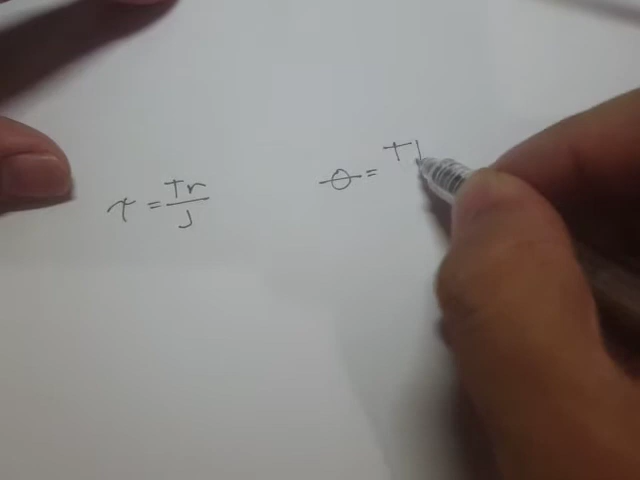 τ = Tr/J
θ = TL